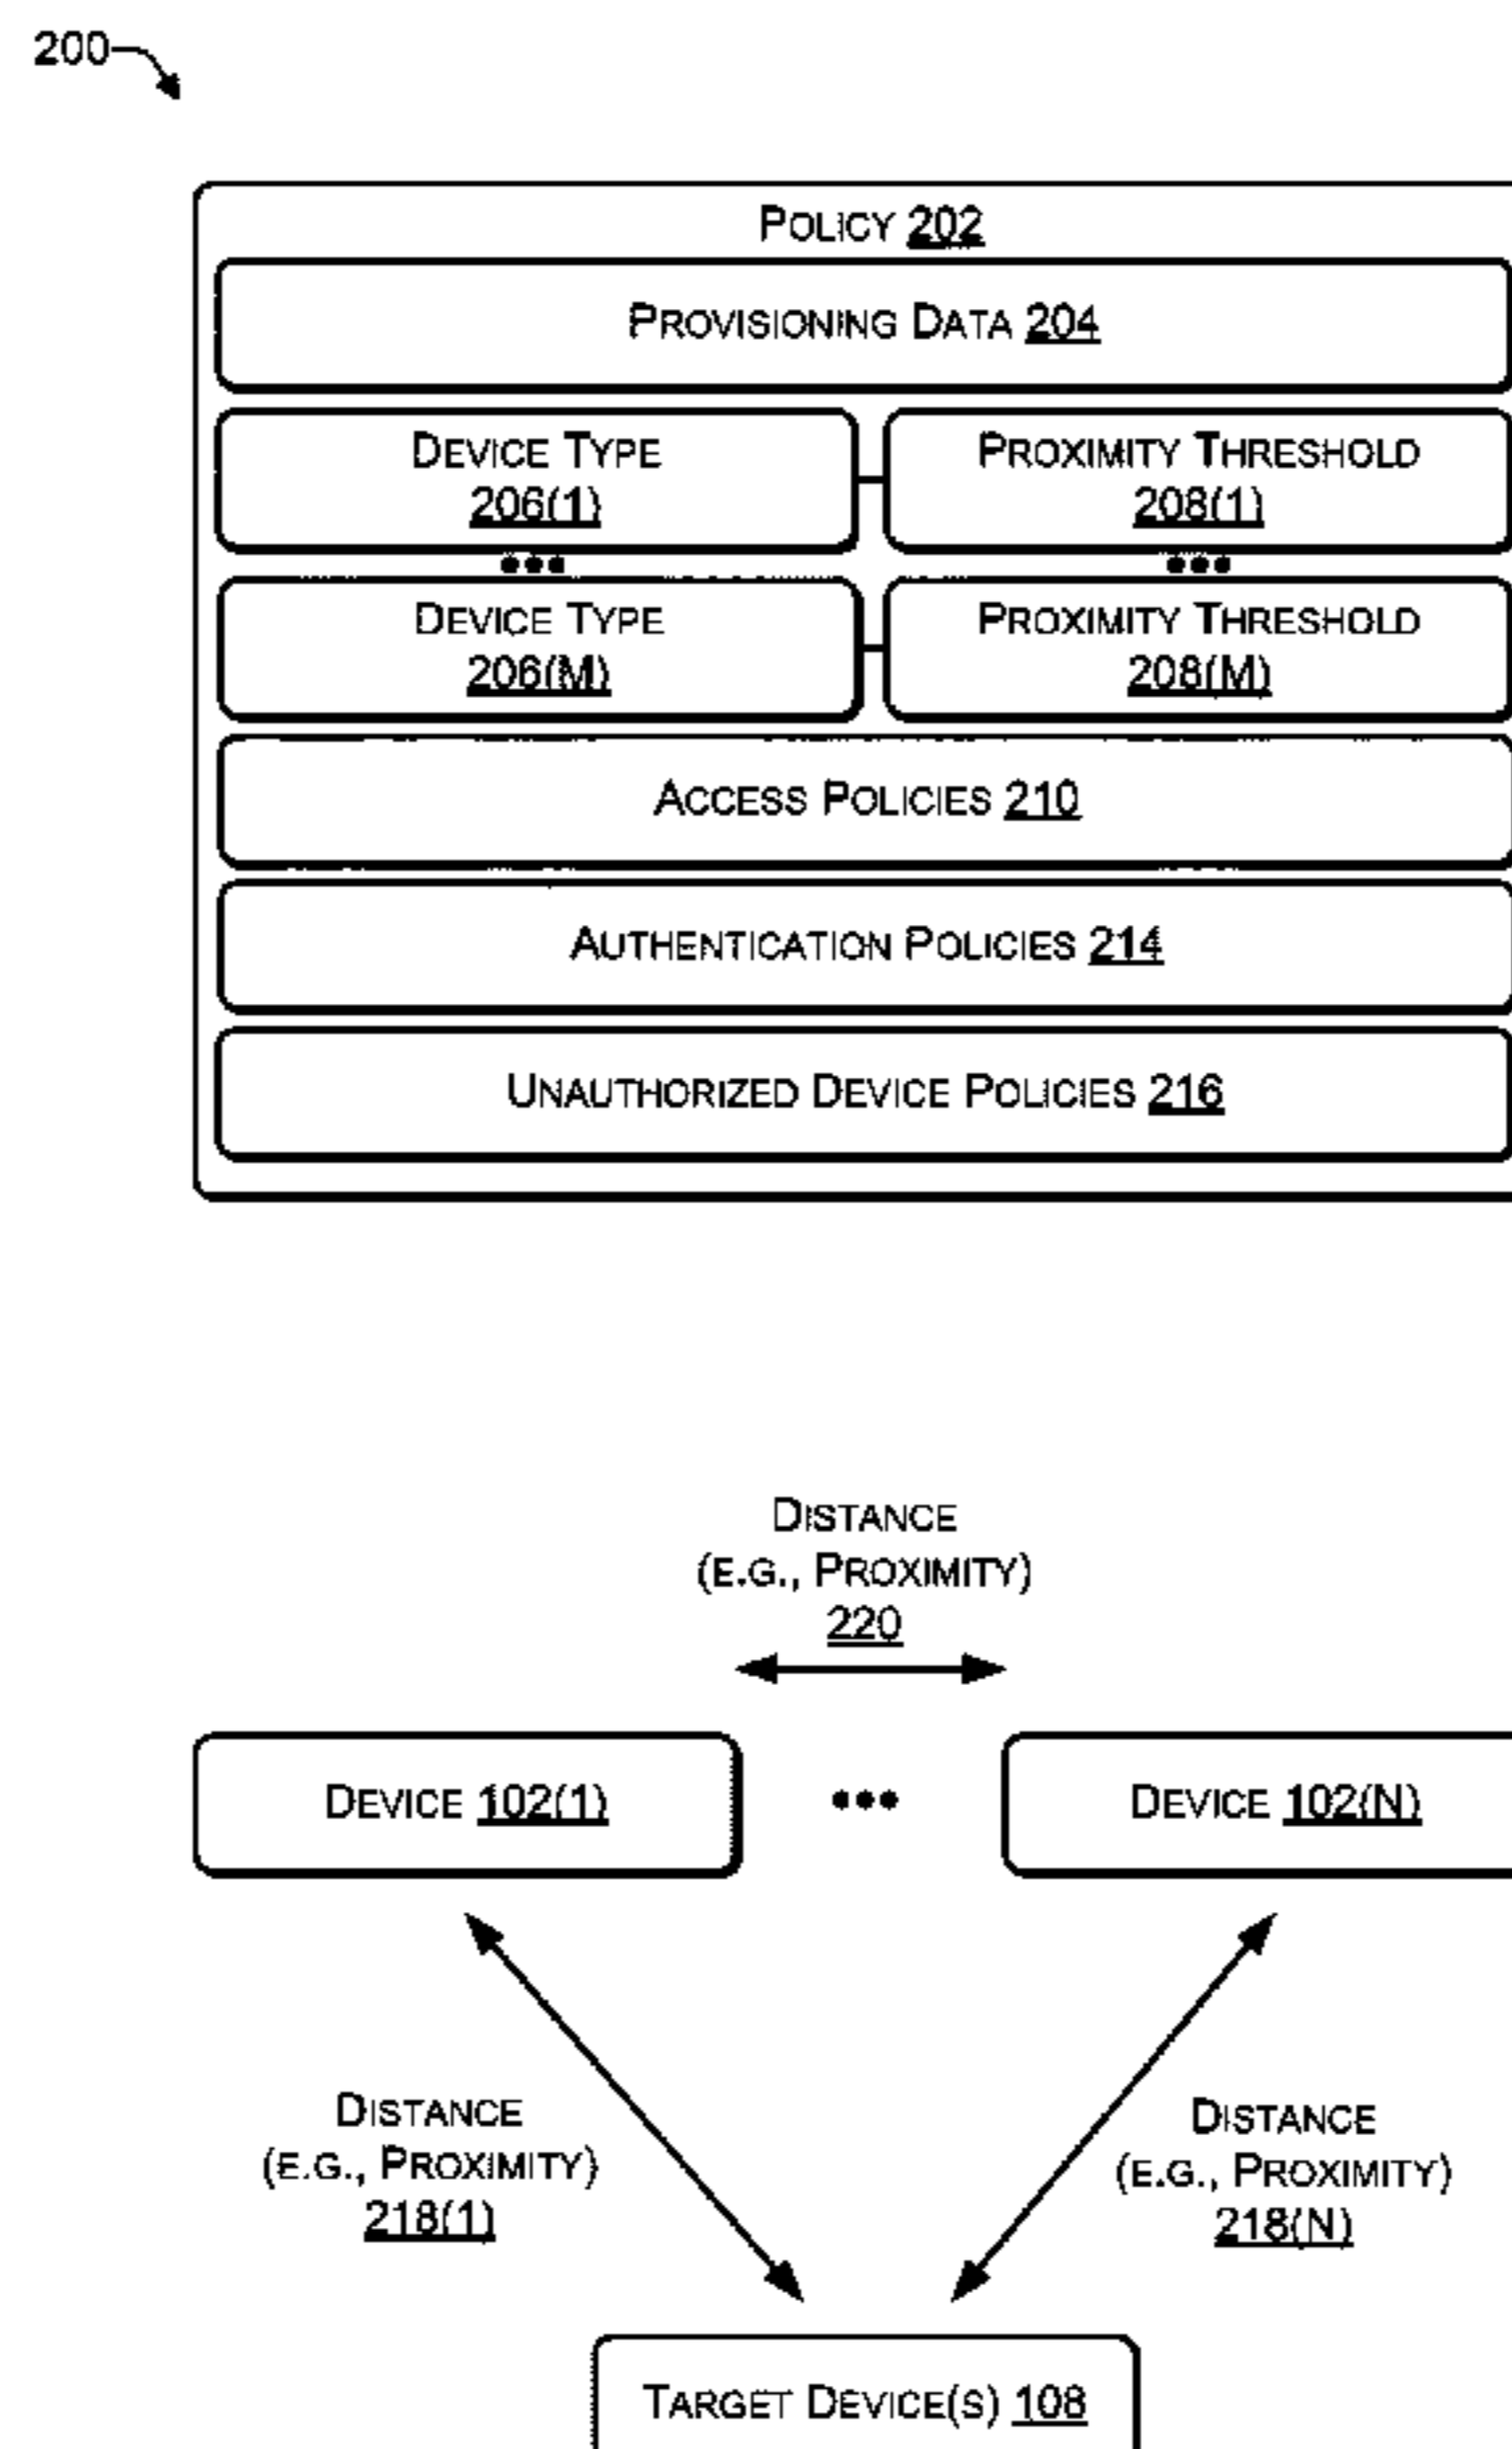 200
POLICY 202
PROVISIONING DATA 204
DEVICE TYPE
206(1)
PROXIMITY THRESHOLD
208(1)
•••
•••
DEVICE TYPE
206(M)
PROXIMITY THRESHOLD
208(M)
ACCESS POLICIES 210
AUTHENTICATION POLICIES 214
UNAUTHORIZED DEVICE POLICIES 216
DISTANCE
(E.G., PROXIMITY)
220
DEVICE 102(1)
•••
DEVICE 102(N)
DISTANCE
(E.G., PROXIMITY)
218(1)
DISTANCE
(E.G., PROXIMITY)
218(N)
TARGET DEVICE(S) 108